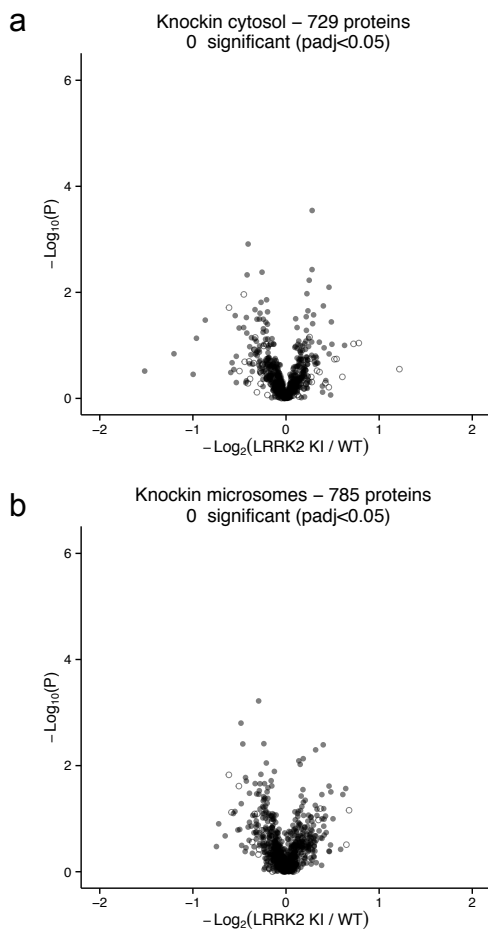 a
Knockin cytosol – 729 proteins
0 significant (padj<0.05)
6
4
2
0
− Log10(P)
−2 −1 0 1 2
− Log2(LRRK2 KI / WT)
b
Knockin microsomes – 785 proteins
0 significant (padj<0.05)
6
4
2
0
− Log10(P)
−2 −1 0 1 2
− Log2(LRRK2 KI / WT)